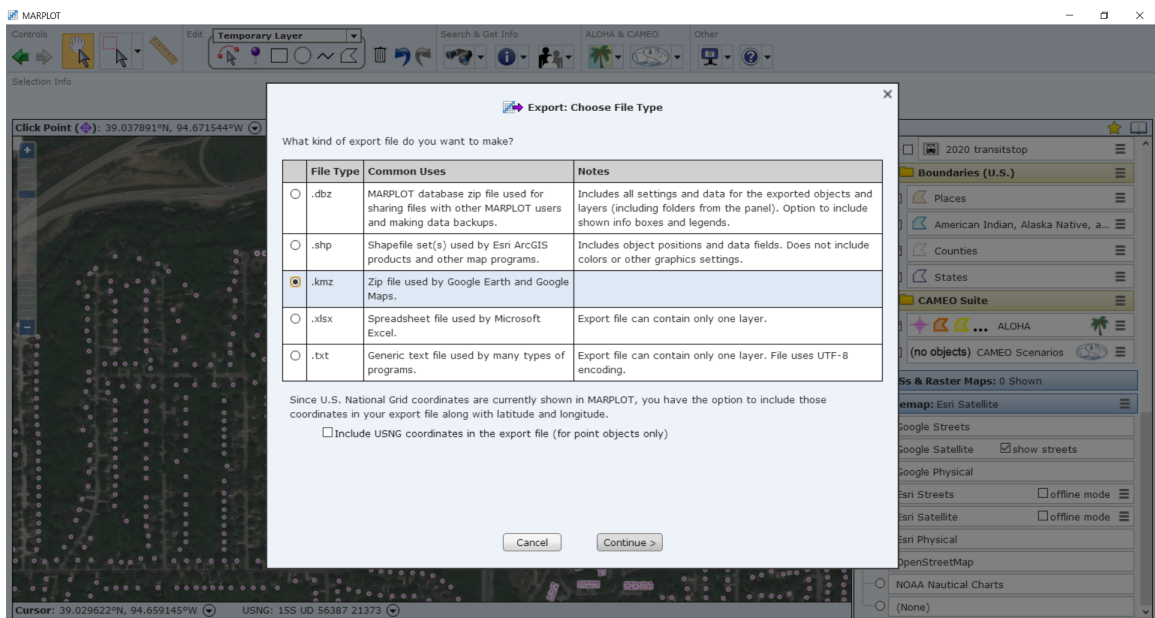 MARPLOT
Controls
Edit
Temporary Layer
Search & Get Info
ALOHA & CAMEO
Other
Selection Info
Click Point ( ): 39.037891°N, 94.671544°W
Export: Choose File Type
What kind of export file do you want to make?
File Type Common Uses Notes
.dbz MARPLOT database zip file used for Includes all settings and data for the exported objects and
sharing files with other MARPLOT users layers (including folders from the panel). Option to include
and making data backups. shown info boxes and legends.
.shp Shapefile set(s) used by Esri ArcGIS Includes object positions and data fields. Does not include
products and other map programs. colors or other graphics settings.
.kmz Zip file used by Google Earth and Google
Maps.
.xlsx Spreadsheet file used by Microsoft Export file can contain only one layer.
Excel.
.txt Generic text file used by many types of Export file can contain only one layer. File uses UTF-8
programs. encoding.
Since U.S. National Grid coordinates are currently shown in MARPLOT, you have the option to include those
coordinates in your export file along with latitude and longitude.
Include USNG coordinates in the export file (for point objects only)
Cancel
Continue >
2020 transitstop
Boundaries (U.S.)
Places
American Indian, Alaska Native, a...
Counties
States
CAMEO Suite
... ALOHA
(no objects) CAMEO Scenarios
Ss & Raster Maps: 0 Shown
emap: Esri Satellite
Google Streets
Google Satellite show streets
Google Physical
Esri Streets offline mode
Esri Satellite offline mode
Esri Physical
OpenStreetMap
NOAA Nautical Charts
(None)
Cursor: 39.029622°N, 94.659145°W USNG: 15S UD 56387 21373